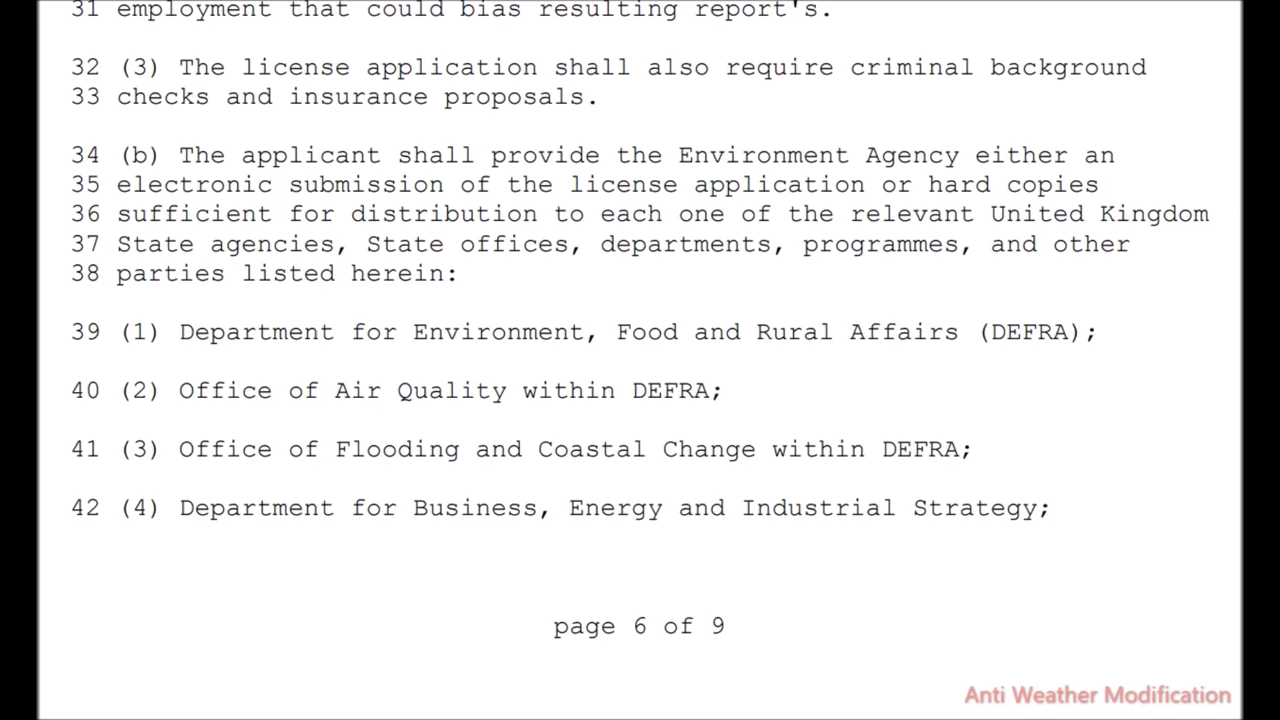 31 employment that could bias resulting report's.
32 (3) The license application shall also require criminal background
33 checks and insurance proposals.
34 (b) The applicant shall provide the Environment Agency either an
35 electronic submission of the license application or hard copies
36 sufficient for distribution to each one of the relevant United Kingdom
37 State agencies, State offices, departments, programmes, and other
38 parties listed herein:
39 (1) Department for Environment, Food and Rural Affairs (DEFRA);
40 (2) Office of Air Quality within DEFRA;
41 (3) Office of Flooding and Coastal Change within DEFRA;
42 (4) Department for Business, Energy and Industrial Strategy;
page 6 of 9
Anti Weather Modification